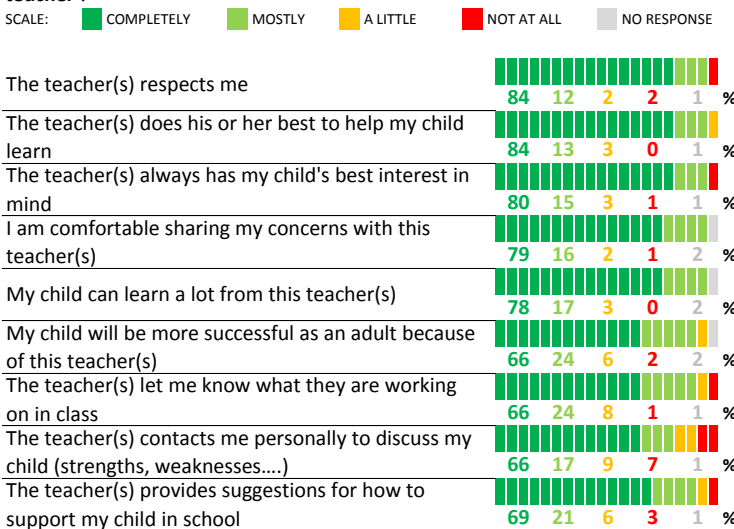 SCALE: COMPLETELY MOSTLY A LITTLE NOT AT ALL NO RESPONSE
The teacher(s) respects me
84 12 2 2 1 %
The teacher(s) does his or her best to help my child
learn
84 13 3 0 1 %
The teacher(s) always has my child's best interest in
mind
80 15 3 1 1 %
I am comfortable sharing my concerns with this
teacher(s)
79 16 2 1 2 %
My child can learn a lot from this teacher(s)
78 17 3 0 2 %
My child will be more successful as an adult because
of this teacher(s)
66 24 6 2 2 %
The teacher(s) let me know what they are working
on in class
66 24 8 1 1 %
The teacher(s) contacts me personally to discuss my
child (strengths, weaknesses....)
66 17 9 7 1 %
The teacher(s) provides suggestions for how to
support my child in school
69 21 6 3 1 %